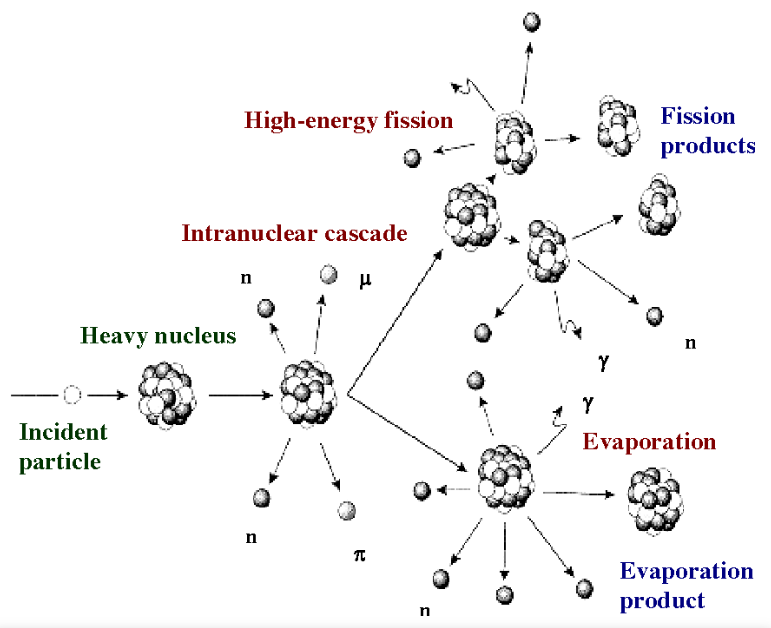 High-energy fission
Fission
products
Intranuclear cascade
n
μ
Heavy nucleus
n
γ
Incident
particle
γ
Evaporation
n
π
Evaporation
product
n